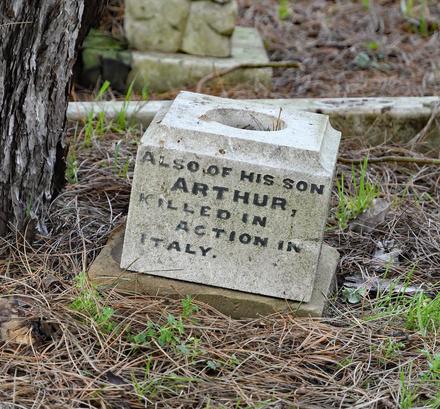 ALSO OF HIS SON
ARTHUR,
KILLED IN
ACTION IN
ITALY.